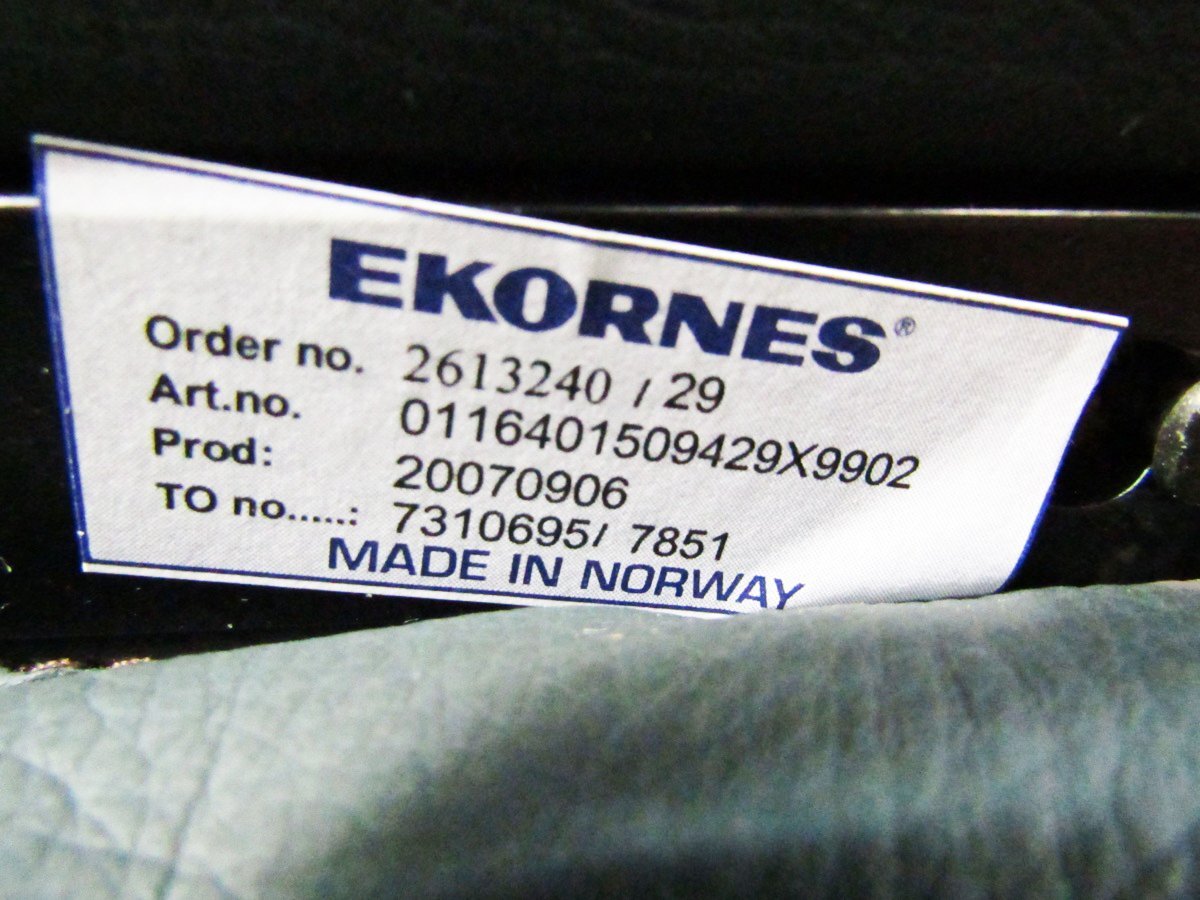 EKORNES®
Order no. 2613240 / 29
Art.no. 0116401509429X9902
Prod: 20070906
TO no.....: 7310695/ 7851
MADE IN NORWAY